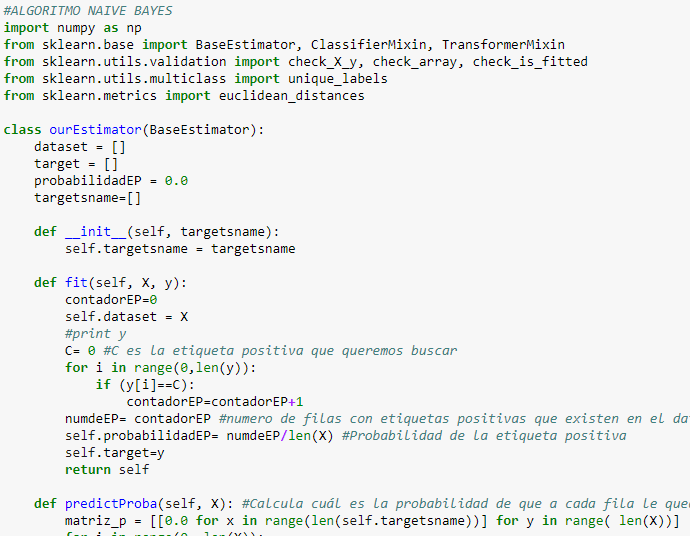 #ALGORITMO NAIVE BAYES
import numpy as np
from sklearn.base import BaseEstimator, ClassifierMixin, TransformerMixin
from sklearn.utils.validation import check_X_y, check_array, check_is_fitted
from sklearn.utils.multiclass import unique_labels
from sklearn.metrics import euclidean_distances

class ourEstimator(BaseEstimator):
    dataset = []
    target = []
    probabilidadEP = 0.0
    targetsname=[]

    def __init__(self, targetsname):
        self.targetsname = targetsname

    def fit(self, X, y):
        contadorEP=0
        self.dataset = X
        #print y
        C= 0 #C es la etiqueta positiva que queremos buscar
        for i in range(0,len(y)):
            if (y[i]==C):
                contadorEP=contadorEP+1
        numdeEP= contadorEP #numero de filas con etiquetas positivas que existen en el da
        self.probabilidadEP= numdeEP/len(X) #Probabilidad de la etiqueta positiva
        self.target=y
        return self

    def predictProba(self, X): #Calcula cuál es la probabilidad de que a cada fila le que
        matriz_p = [[0.0 for x in range(len(self.targetsname))] for y in range( len(X))]
        for i in range(0, len(X)):